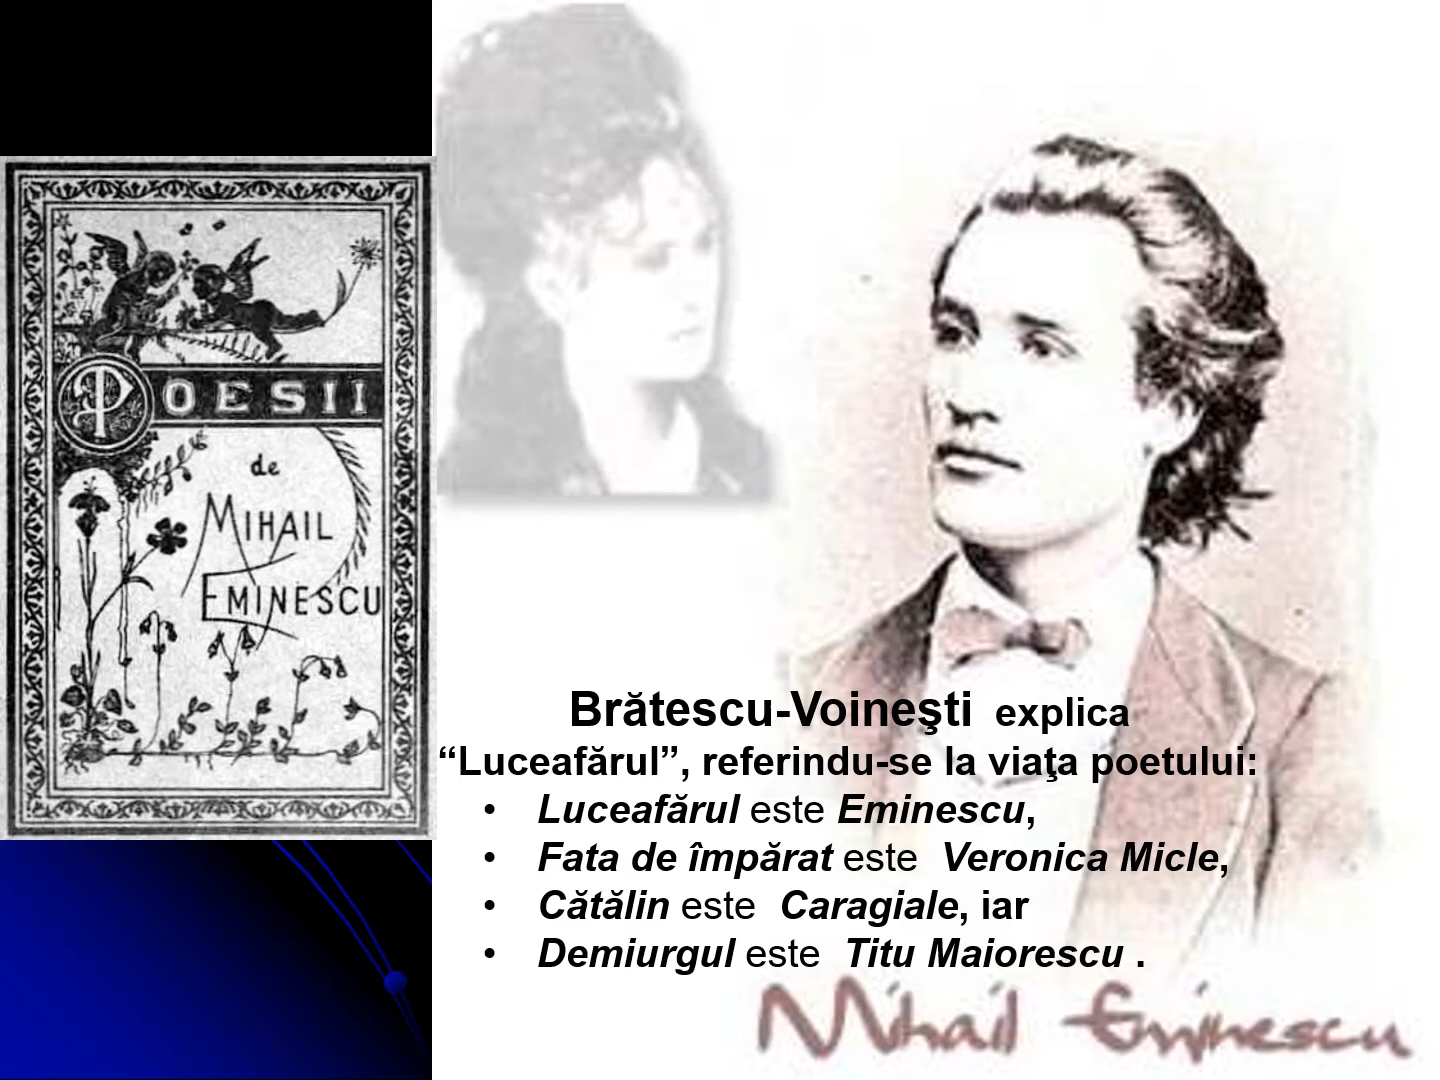 POESII
de
MIHAIL
EMINESCU
Brătescu-Voineşti explica
“Luceafărul”, referindu-se la viaţa poetului:
• Luceafărul este Eminescu,
• Fata de împărat este Veronica Micle,
• Cătălin este Caragiale, iar
• Demiurgul este Titu Maiorescu .
Mihail Eminescu